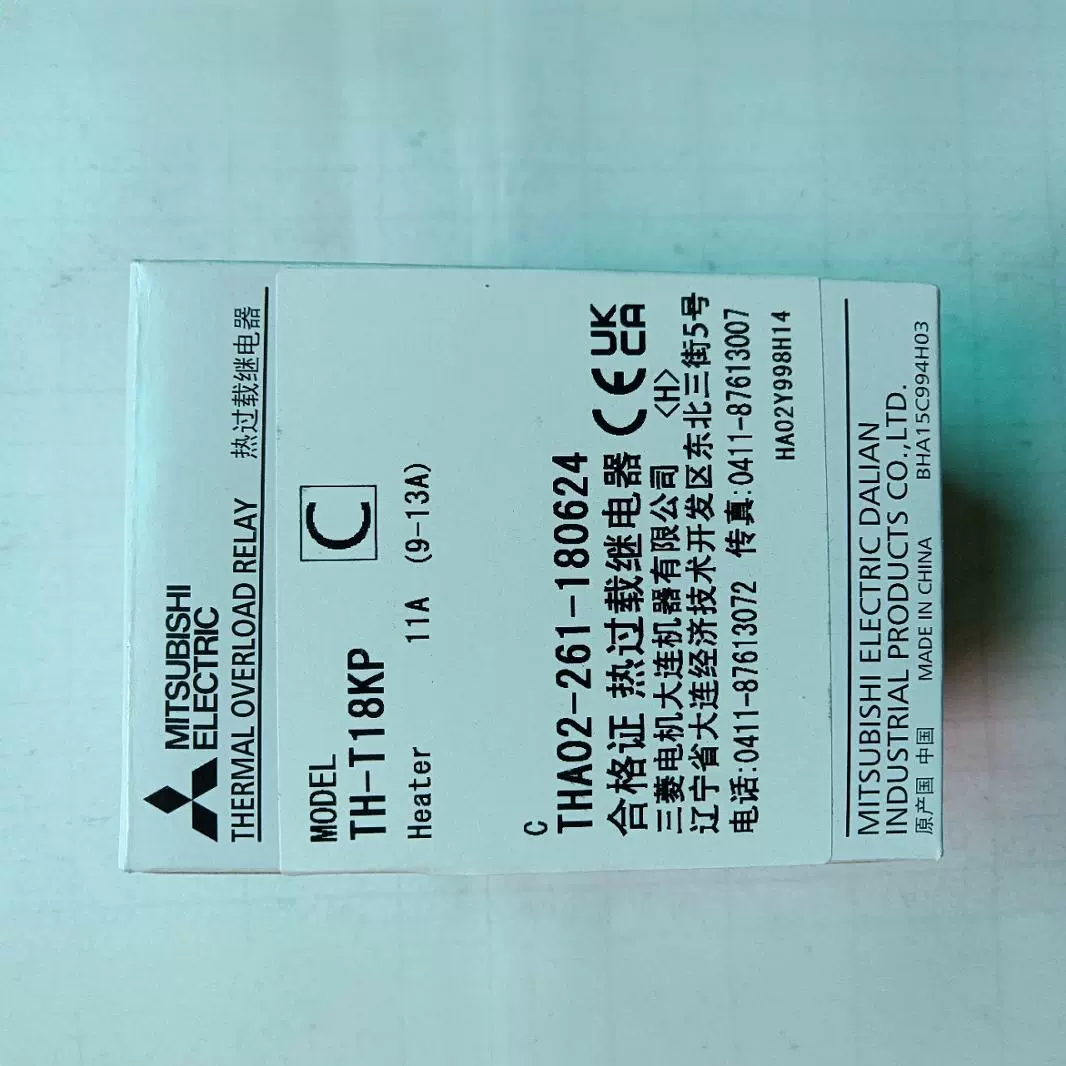 MITSUBISHI
ELECTRIC
THERMAL OVERLOAD RELAY 热过载继电器
MODEL
TH-T18KP
C
Heater 11A (9-13A)
C
THA02-261-180624
合格证 热过载继电器 CE UKCA
三菱电机大连机器有限公司 <H>
辽宁省大连经济技术开发区东北三街5号
电话:0411-87613072 传真:0411-87613007
HA02Y998H14
MITSUBISHI ELECTRIC DALIAN
INDUSTRIAL PRODUCTS CO.,LTD.
原产国 中国 MADE IN CHINA BHA15C994H03